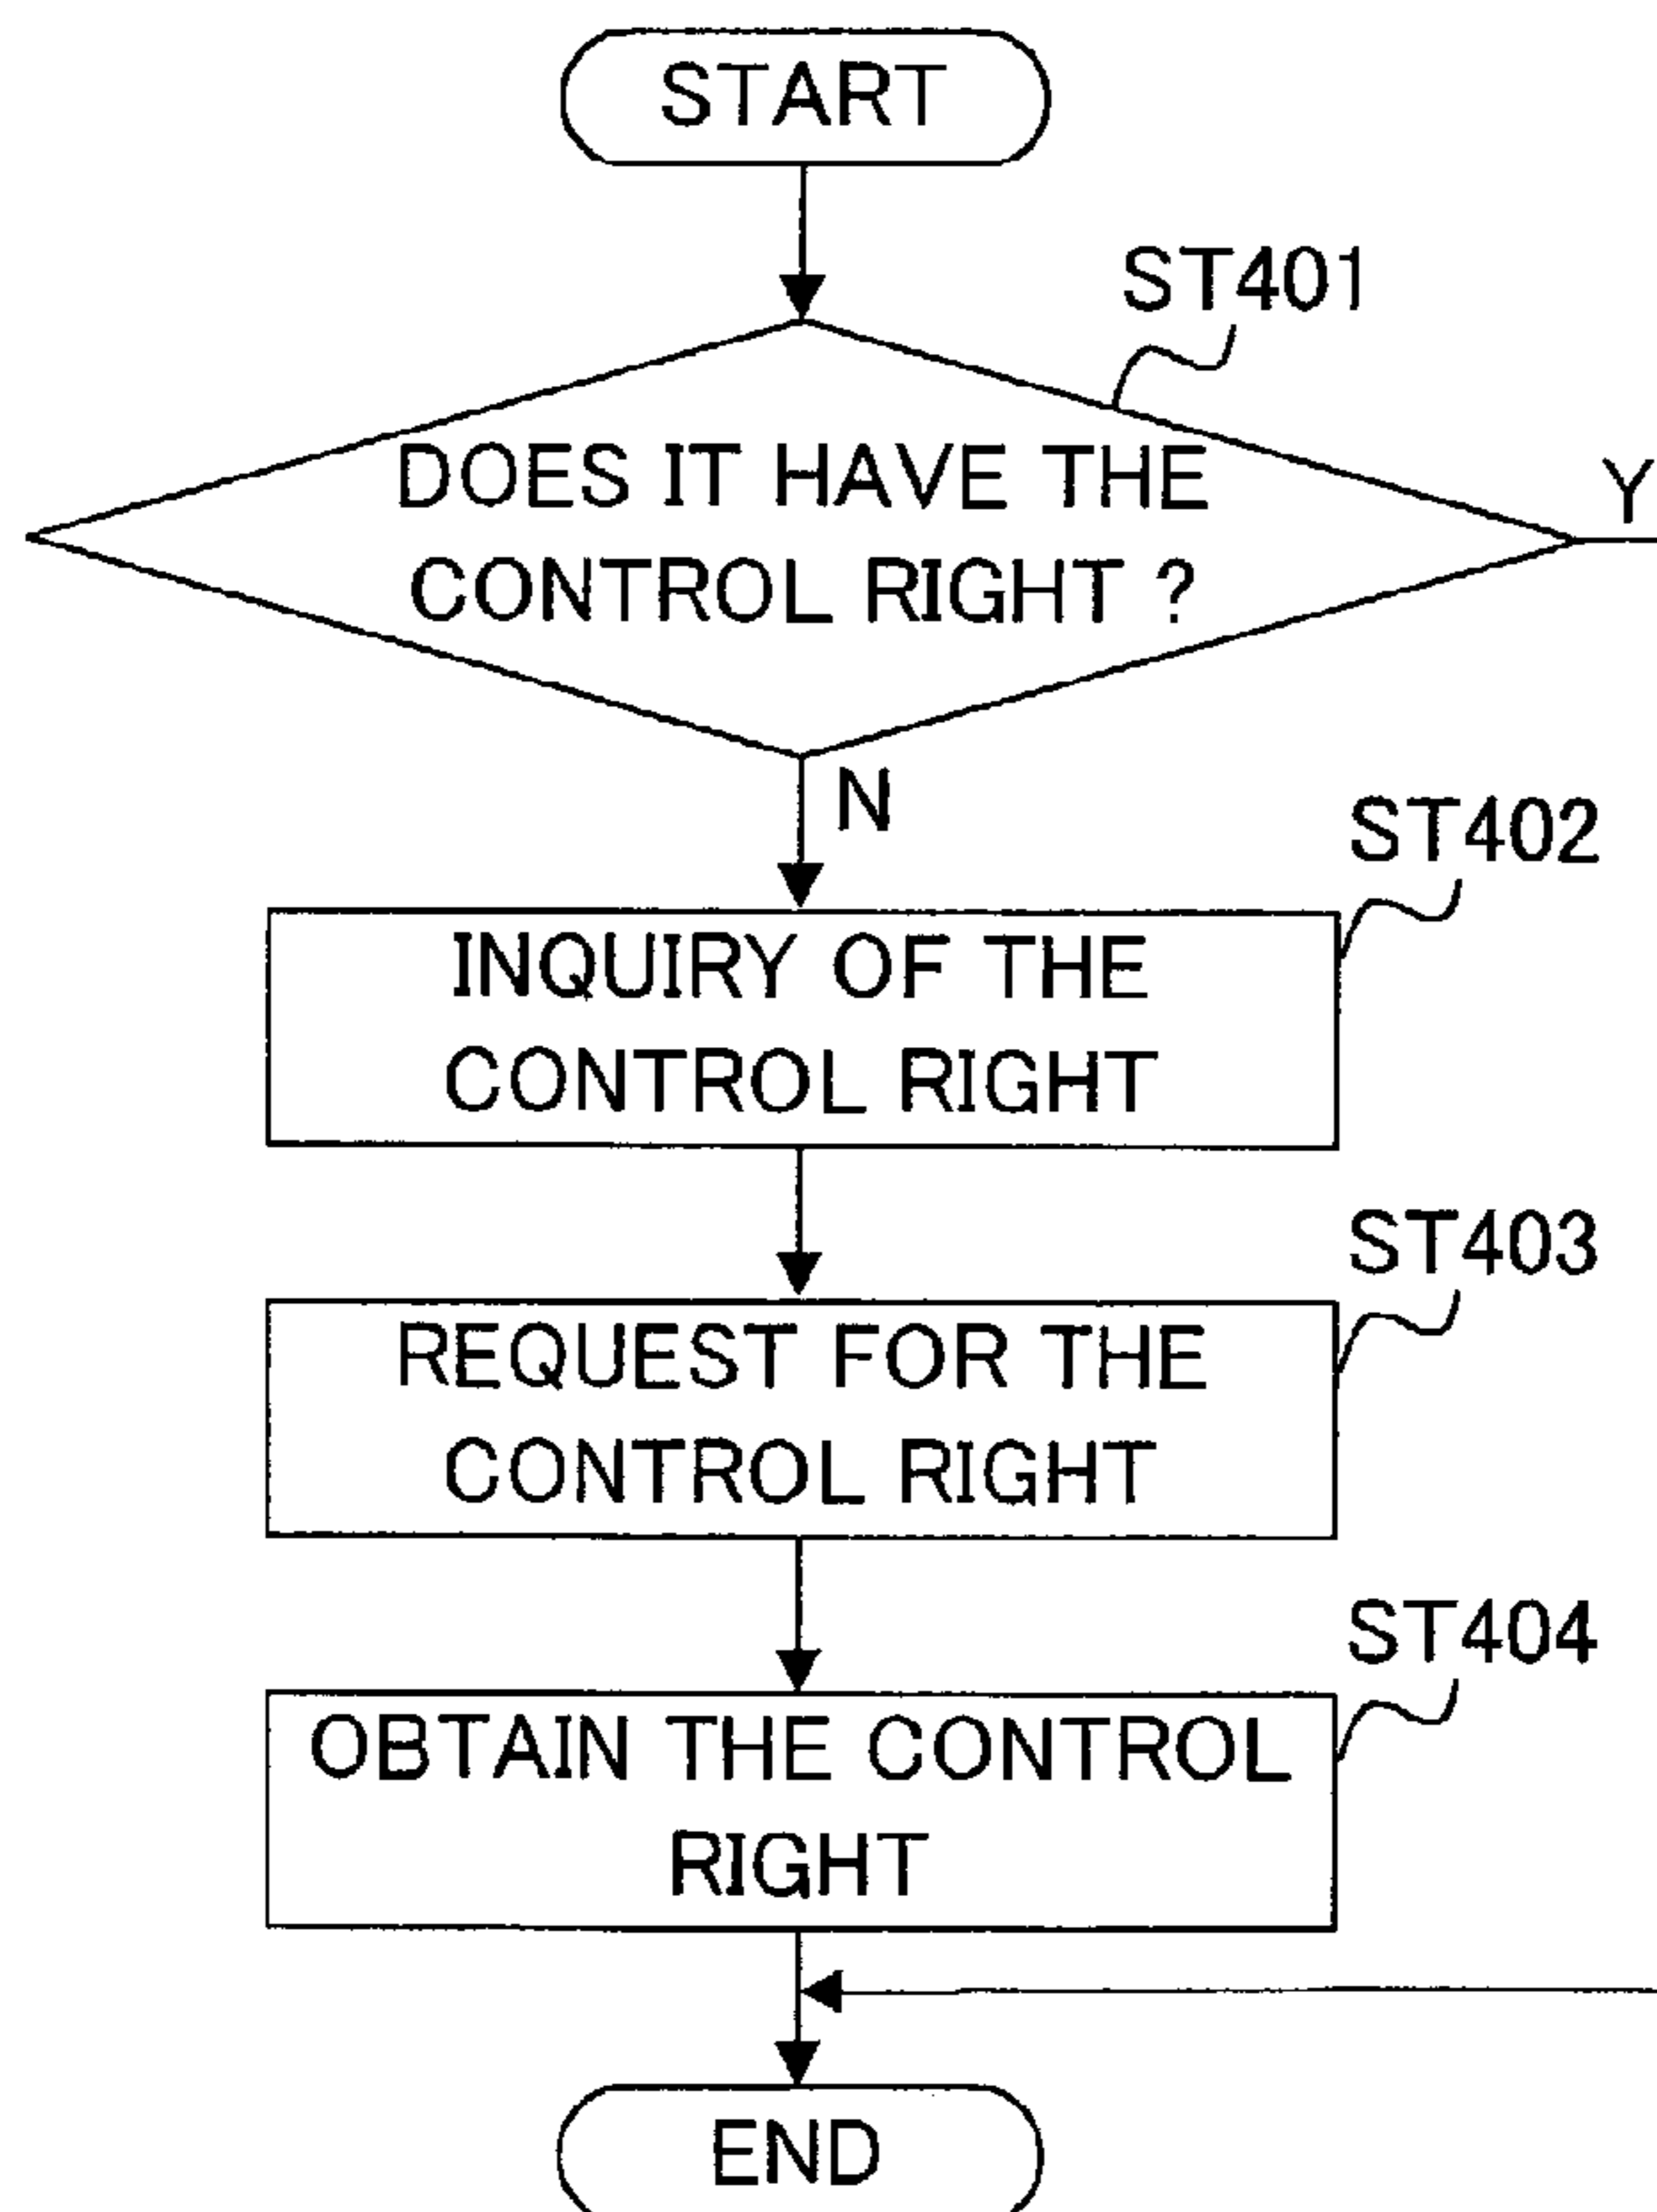 START
ST401
DOES IT HAVE THE
CONTROL RIGHT ?
Y
N
ST402
INQUIRY OF THE
CONTROL RIGHT
ST403
REQUEST FOR THE
CONTROL RIGHT
ST404
OBTAIN THE CONTROL
RIGHT
END